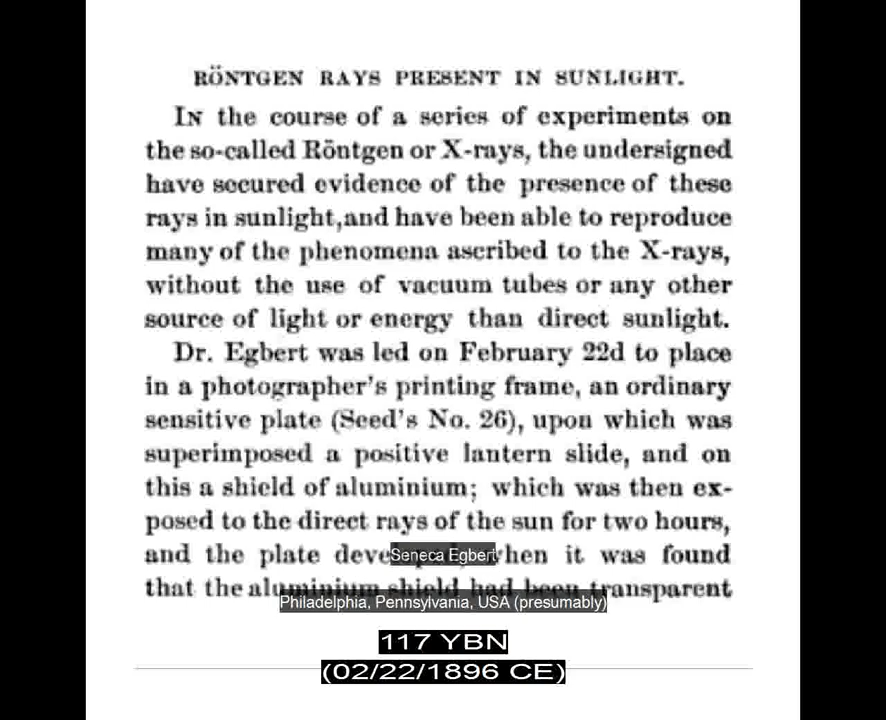 RÖNTGEN RAYS PRESENT IN SUNLIGHT.
IN the course of a series of experiments on
the so-called Röntgen or X-rays, the undersigned
have secured evidence of the presence of these
rays in sunlight,and have been able to reproduce
many of the phenomena ascribed to the X-rays,
without the use of vacuum tubes or any other
source of light or energy than direct sunlight.
Dr. Egbert was led on February 22d to place
in a photographer's printing frame, an ordinary
sensitive plate (Seed's No. 26), upon which was
superimposed a positive lantern slide, and on
this a shield of aluminium; which was then ex-
posed to the direct rays of the sun for two hours,
and the plate when it was found
Seneca Egbert
that the aluminium shield had been transparent
Philadelphia, Pennsylvania, USA (presumably)
117 YBN
(02/22/1896 CE)